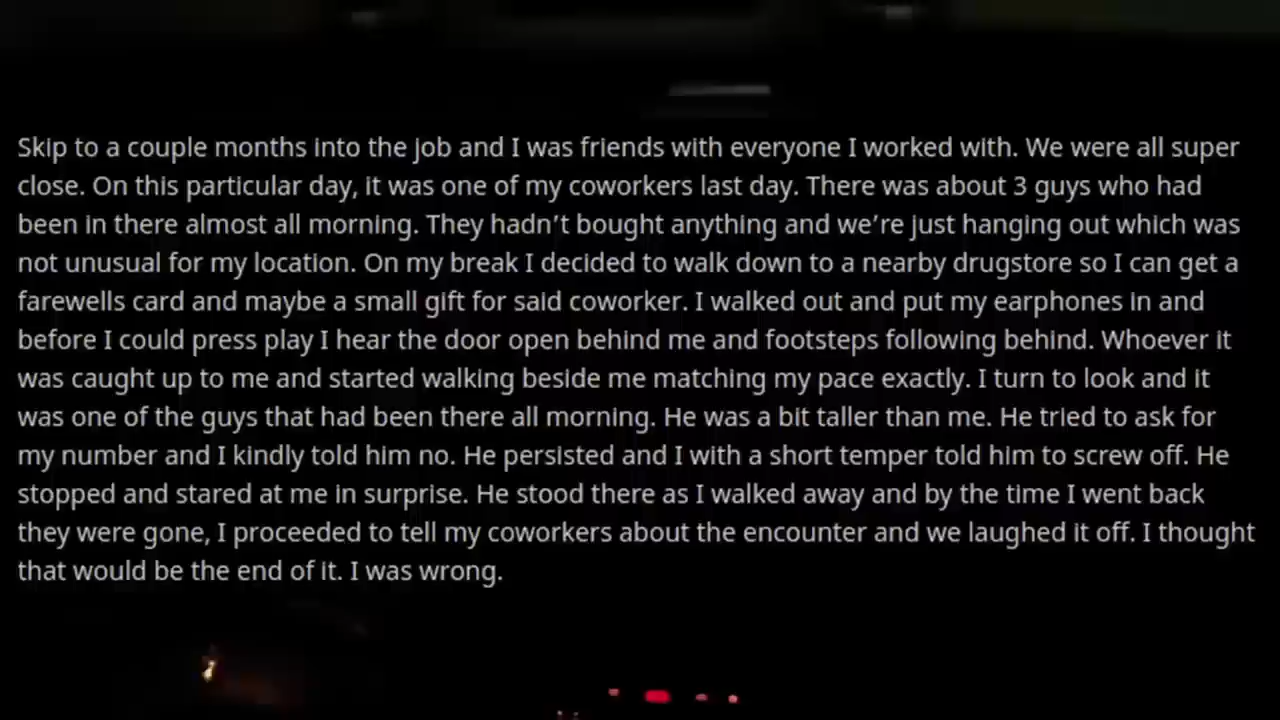 Skip to a couple months into the job and I was friends with everyone I worked with. We were all super
close. On this particular day, it was one of my coworkers last day. There was about 3 guys who had
been in there almost all morning. They hadn’t bought anything and we’re just hanging out which was
not unusual for my location. On my break I decided to walk down to a nearby drugstore so I can get a
farewells card and maybe a small gift for said coworker. I walked out and put my earphones in and
before I could press play I hear the door open behind me and footsteps following behind. Whoever it
was caught up to me and started walking beside me matching my pace exactly. I turn to look and it
was one of the guys that had been there all morning. He was a bit taller than me. He tried to ask for
my number and I kindly told him no. He persisted and I with a short temper told him to screw off. He
stopped and stared at me in surprise. He stood there as I walked away and by the time I went back
they were gone, I proceeded to tell my coworkers about the encounter and we laughed it off. I thought
that would be the end of it. I was wrong.